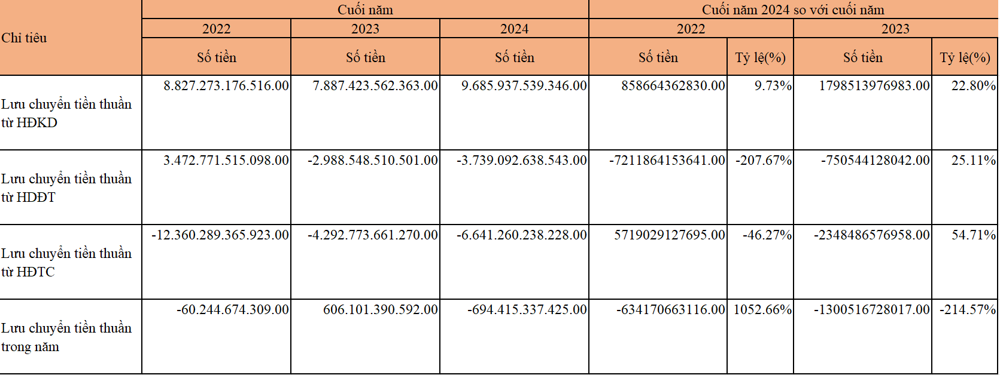 Chỉ tiêu
Cuối năm
Cuối năm 2024 so với cuối năm
2022
2023
2024
2022
2023
Số tiền
Số tiền
Số tiền
Số tiền
Tỷ lệ(%)
Số tiền
Tỷ lệ(%)
Lưu chuyển tiền thuần
từ HĐKD
8.827.273.176.516.00
7.887.423.562.363.00
9.685.937.539.346.00
858664362830.00
9.73%
1798513976983.00
22.80%
Lưu chuyển tiền thuần
từ HDĐT
3.472.771.515.098.00
-2.988.548.510.501.00
-3.739.092.638.543.00
-7211864153641.00
-207.67%
-750544128042.00
25.11%
Lưu chuyển tiền thuần
từ HĐTC
-12.360.289.365.923.00
-4.292.773.661.270.00
-6.641.260.238.228.00
5719029127695.00
-46.27%
-2348486576958.00
54.71%
Lưu chuyển tiền thuần
trong năm
-60.244.674.309.00
606.101.390.592.00
-694.415.337.425.00
-634170663116.00
1052.66%
-1300516728017.00
-214.57%